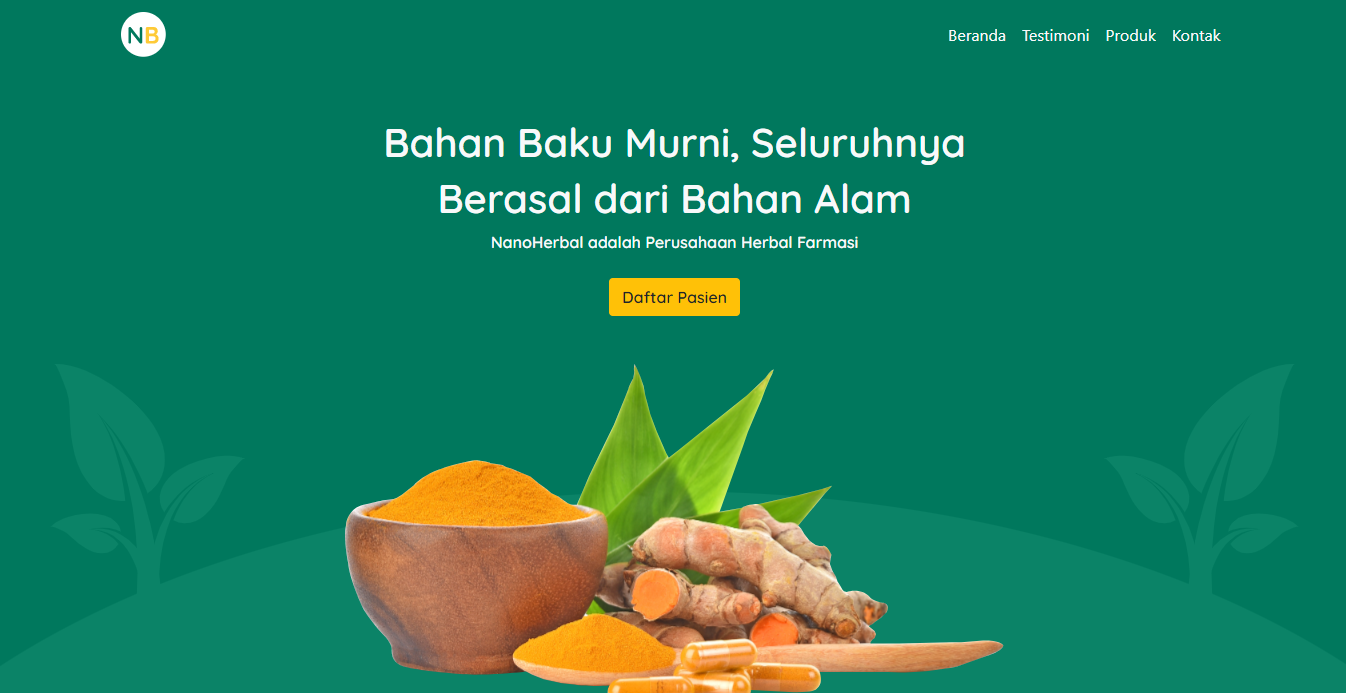 NB
Beranda Testimoni Produk Kontak
Bahan Baku Murni, Seluruhnya
Berasal dari Bahan Alam
NanoHerbal adalah Perusahaan Herbal Farmasi
Daftar Pasien